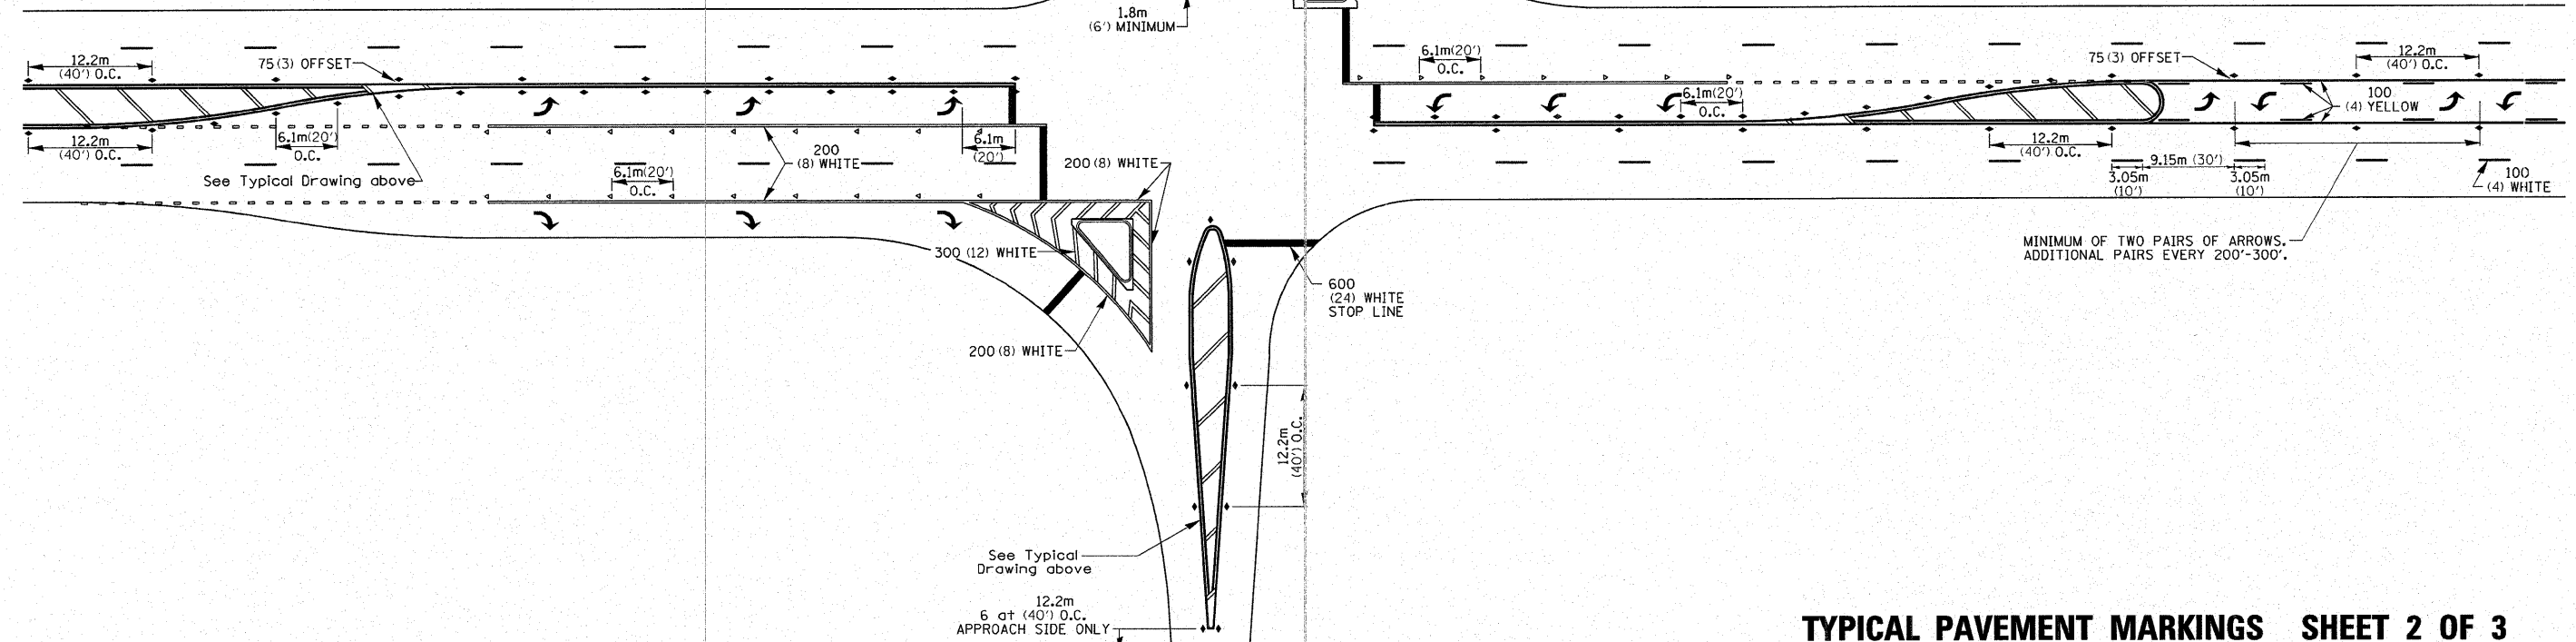 1.8m
(6') MINIMUM
12.2m
(40') O.C.
75 (3) OFFSET
6.1m(20')
O.C.
75 (3) OFFSET
12.2m
(40') O.C.
6.1m(20')
O.C.
100
(4) YELLOW
12.2m
(40') O.C.
6.1m(20')
O.C.
6.1m
(20')
200
(8) WHITE
200 (8) WHITE
12.2m
(40') O.C.
9.15m (30')
3.05m
(10')
3.05m
(10')
100
(4) WHITE
See Typical Drawing above
6.1m(20')
O.C.
300 (12) WHITE
MINIMUM OF TWO PAIRS OF ARROWS.
ADDITIONAL PAIRS EVERY 200'-300'.
600
(24) WHITE
STOP LINE
200 (8) WHITE
12.2m
(40') O.C.
See Typical
Drawing above
12.2m
6 at (40') O.C.
APPROACH SIDE ONLY
TYPICAL PAVEMENT MARKINGS SHEET 2 OF 3